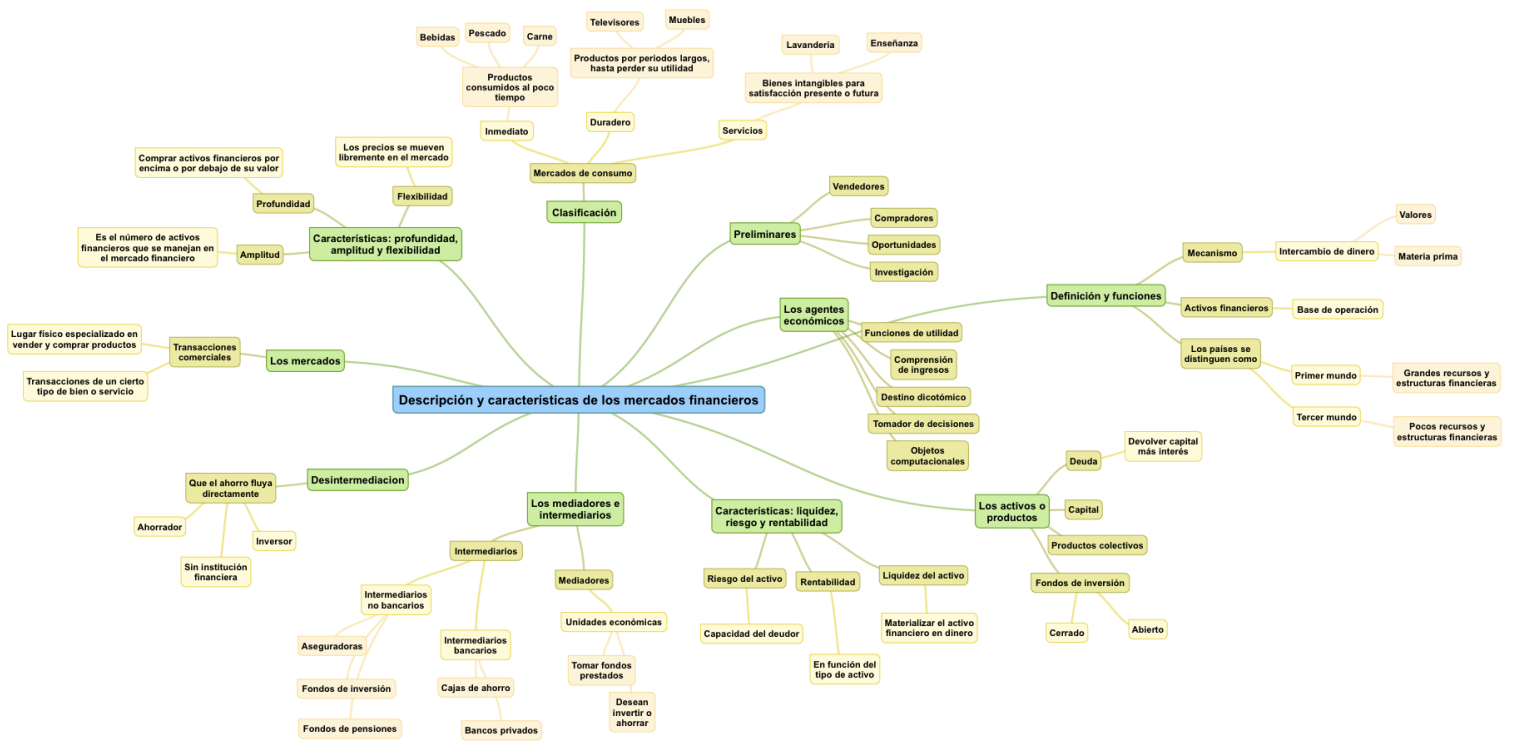 Descripción y características de los mercados financieros
Clasificación
Mercados de consumo
Inmediato
Productos
consumidos al poco
tiempo
Bebidas
Pescado
Carne
Duradero
Productos por periodos largos,
hasta perder su utilidad
Televisores
Muebles
Servicios
Bienes intangibles para
satisfacción presente o futura
Lavandería
Enseñanza
Preliminares
Vendedores
Compradores
Oportunidades
Investigación
Definición y funciones
Mecanismo
Intercambio de dinero
Valores
Materia prima
Activos financieros
Base de operación
Los países se
distinguen como
Primer mundo
Grandes recursos y
estructuras financieras
Tercer mundo
Pocos recursos y
estructuras financieras
Los agentes
económicos
Funciones de utilidad
Comprensión
de ingresos
Destino dicotómico
Tomador de decisiones
Objetos
computacionales
Los activos o
productos
Deuda
Devolver capital
más interés
Capital
Productos colectivos
Fondos de inversión
Cerrado
Abierto
Características: liquidez,
riesgo y rentabilidad
Riesgo del activo
Capacidad del deudor
Rentabilidad
En función del
tipo de activo
Liquidez del activo
Materializar el activo
financiero en dinero
Los mediadores e
intermediarios
Intermediarios
Intermediarios
no bancarios
Aseguradoras
Fondos de inversión
Fondos de pensiones
Intermediarios
bancarios
Cajas de ahorro
Bancos privados
Mediadores
Unidades económicas
Tomar fondos
prestados
Desean
invertir o
ahorrar
Desintermediacion
Que el ahorro fluya
directamente
Ahorrador
Sin institución
financiera
Inversor
Los mercados
Transacciones
comerciales
Lugar físico especializado en
vender y comprar productos
Transacciones de un cierto
tipo de bien o servicio
Características: profundidad,
amplitud y flexibilidad
Amplitud
Es el número de activos
financieros que se manejan en
el mercado financiero
Profundidad
Comprar activos financieros por
encima o por debajo de su valor
Flexibilidad
Los precios se mueven
libremente en el mercado